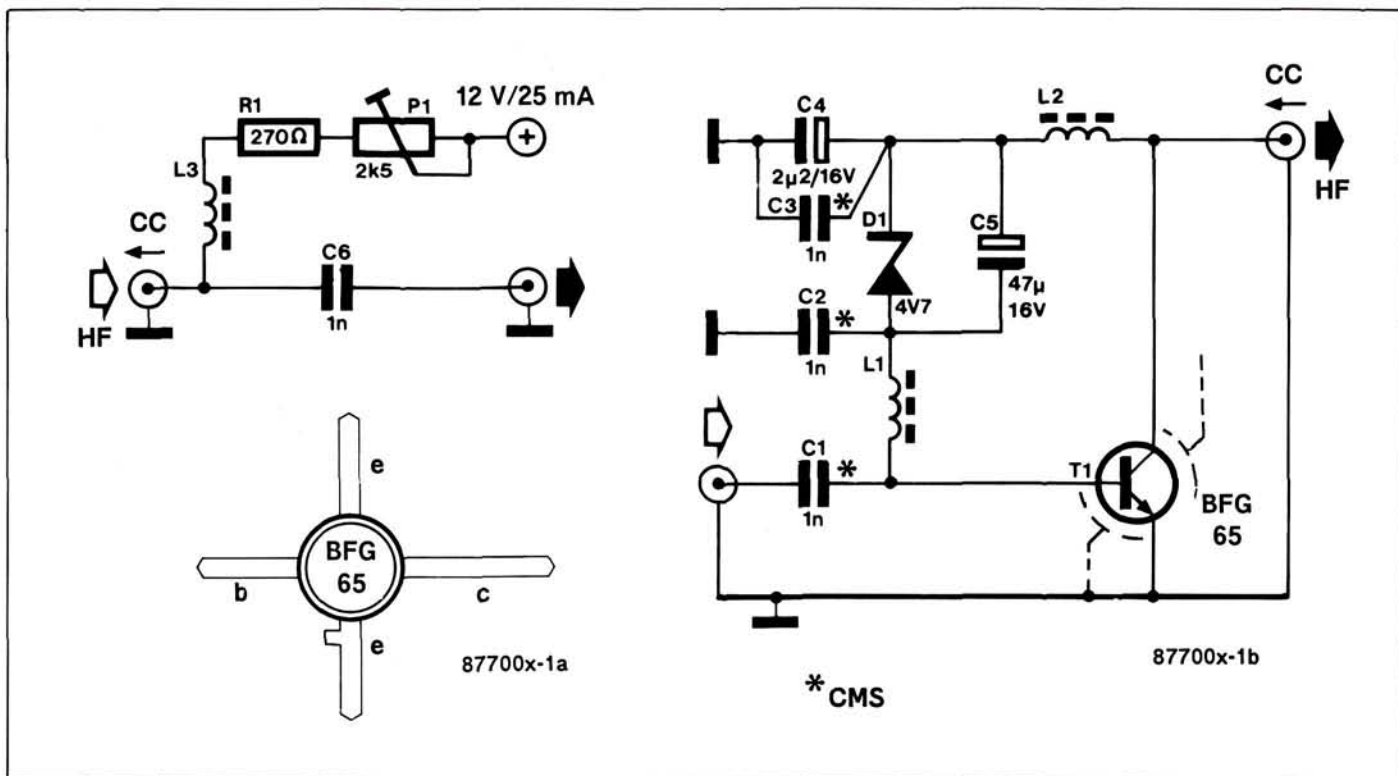 12 V/25 mA
R1
270Ω
P1
2k5
+
L3
CC
C6
1n
HF
e
BFG
65
b
c
e
87700x-1a
C4
2µ2/16V
C3
*
1n
L2
CC
HF
D1
4V7
C5
47µ
16V
C2
*
1n
L1
C1
*
1n
T1
BFG
65
87700x-1b
*CMS